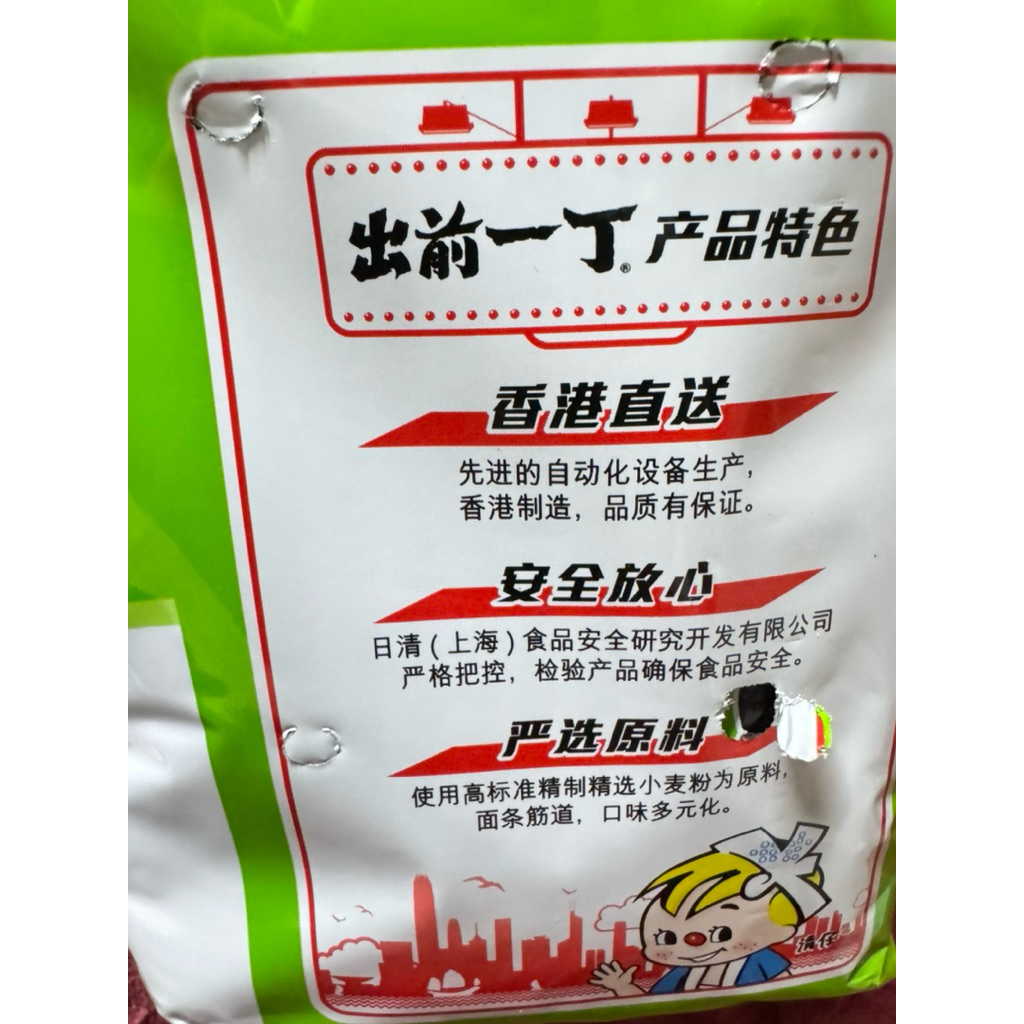 出前一丁® 产品特色
香港直送
先进的自动化设备生产，
香港制造，品质有保证。
安全放心
日清（上海）食品安全研究开发有限公司
严格把控，检验产品确保食品安全。
严选原料
使用高标准精制精选小麦粉为原料，
面条筋道，口味多元化。
清仔